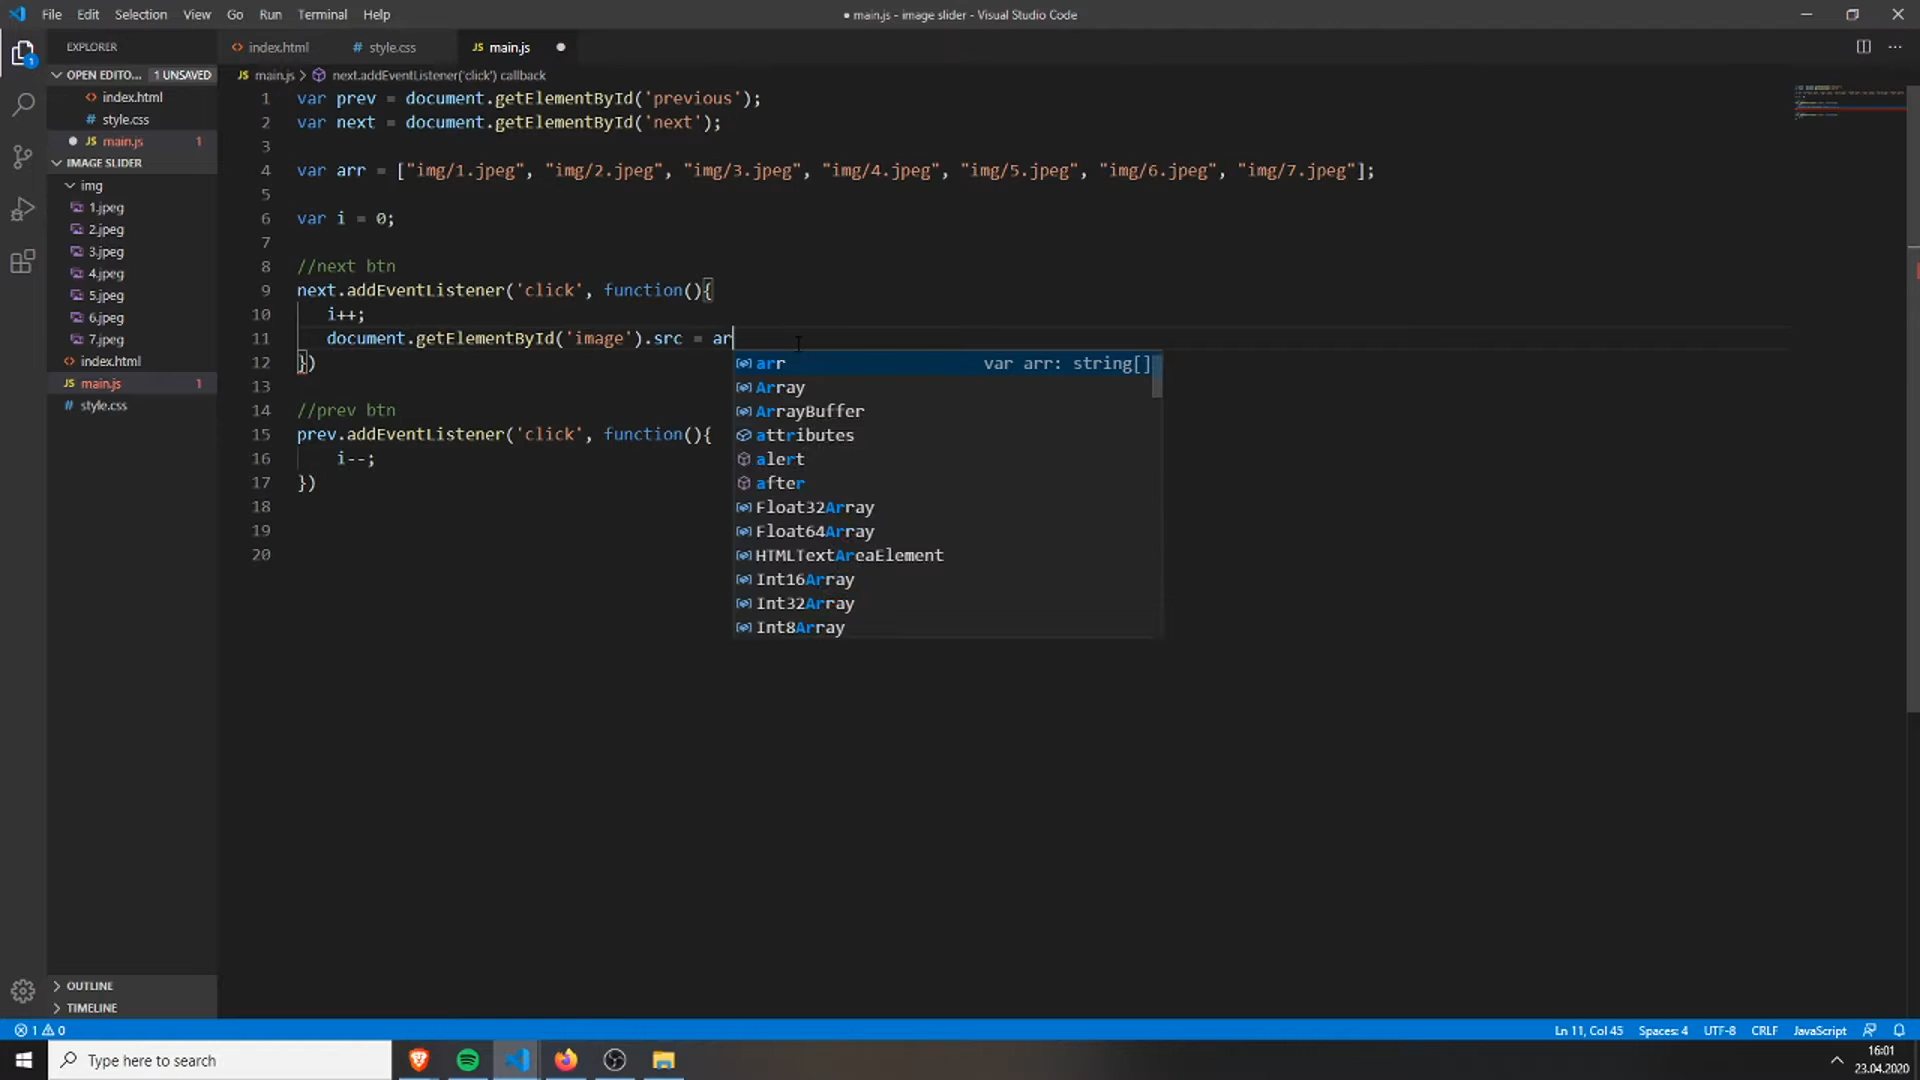 File Edit Selection View Go Run Terminal Help
● main.js - image slider - Visual Studio Code
EXPLORER
index.html
style.css
main.js
OPEN EDITO... 1 UNSAVED
index.html
style.css
main.js 1
IMAGE SLIDER
img
1.jpeg
2.jpeg
3.jpeg
4.jpeg
5.jpeg
6.jpeg
7.jpeg
index.html
main.js 1
style.css
OUTLINE
TIMELINE
main.js > next.addEventListener('click') callback
1 var prev = document.getElementById('previous');
2 var next = document.getElementById('next');
3
4 var arr = ["img/1.jpeg", "img/2.jpeg", "img/3.jpeg", "img/4.jpeg", "img/5.jpeg", "img/6.jpeg", "img/7.jpeg"];
5
6 var i = 0;
7
8 //next btn
9 next.addEventListener('click', function(){
10 i++;
11 document.getElementById('image').src = ar
12 })
13
14 //prev btn
15 prev.addEventListener('click', function(){
16 i--;
17 })
18
19
20
arr var arr: string[]
Array
ArrayBuffer
attributes
alert
after
Float32Array
Float64Array
HTMLTextAreaElement
Int16Array
Int32Array
Int8Array
1 0
Ln 11, Col 45 Spaces: 4 UTF-8 CRLF JavaScript
Type here to search
16:01
23.04.2020